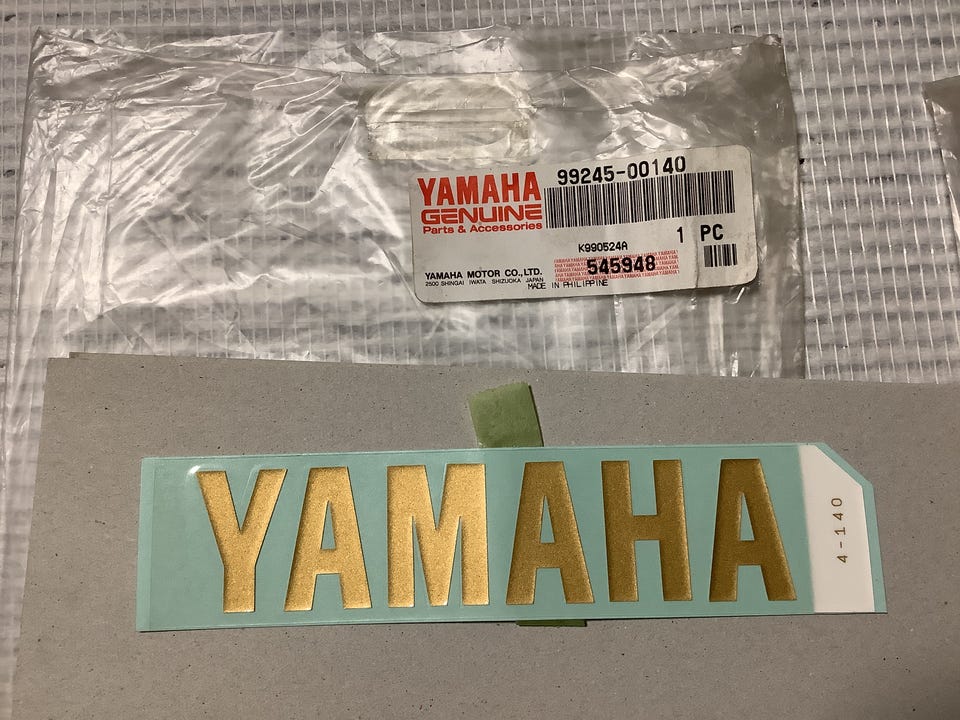 YAMAHA
GENUINE
Parts & Accessories
99245-00140
1 PC
K990524A
545948
YAMAHA MOTOR CO.,LTD.
2500 SHINGAI IWATA SHIZUOKA JAPAN
MADE IN PHILIPPINE
YAMAHA
4-140